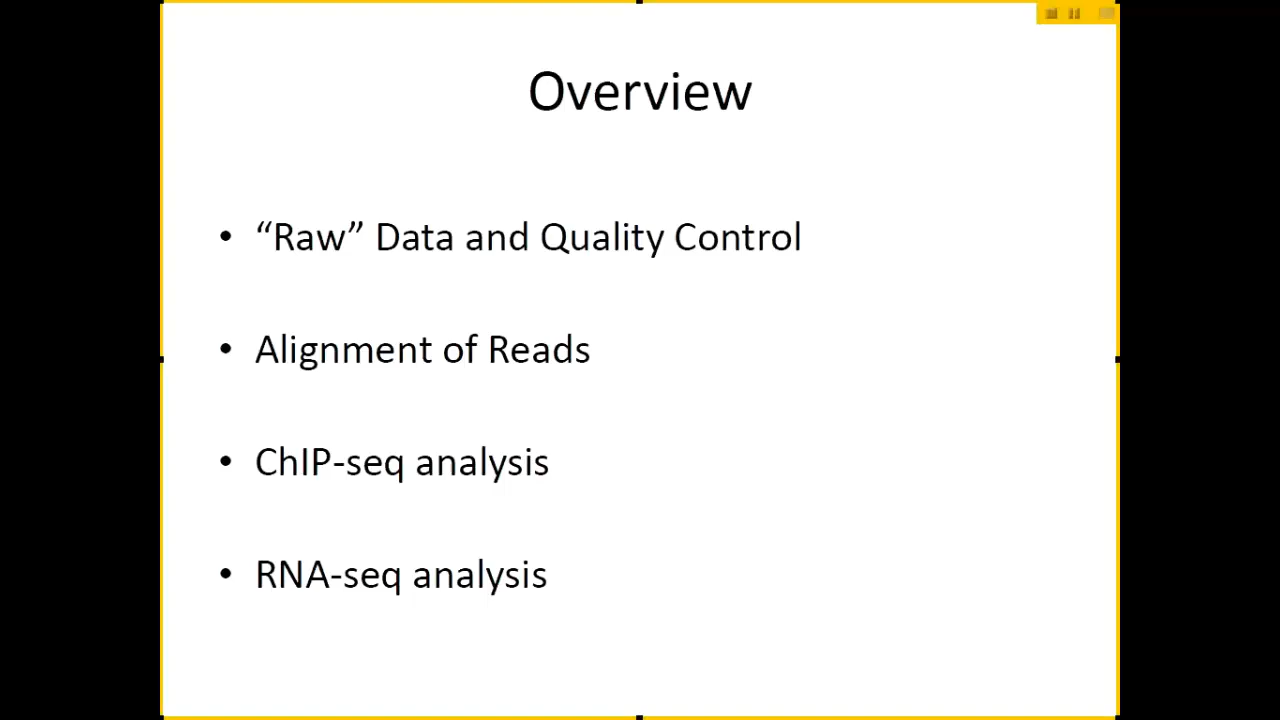 Overview
• “Raw” Data and Quality Control
• Alignment of Reads
• ChIP-seq analysis
• RNA-seq analysis